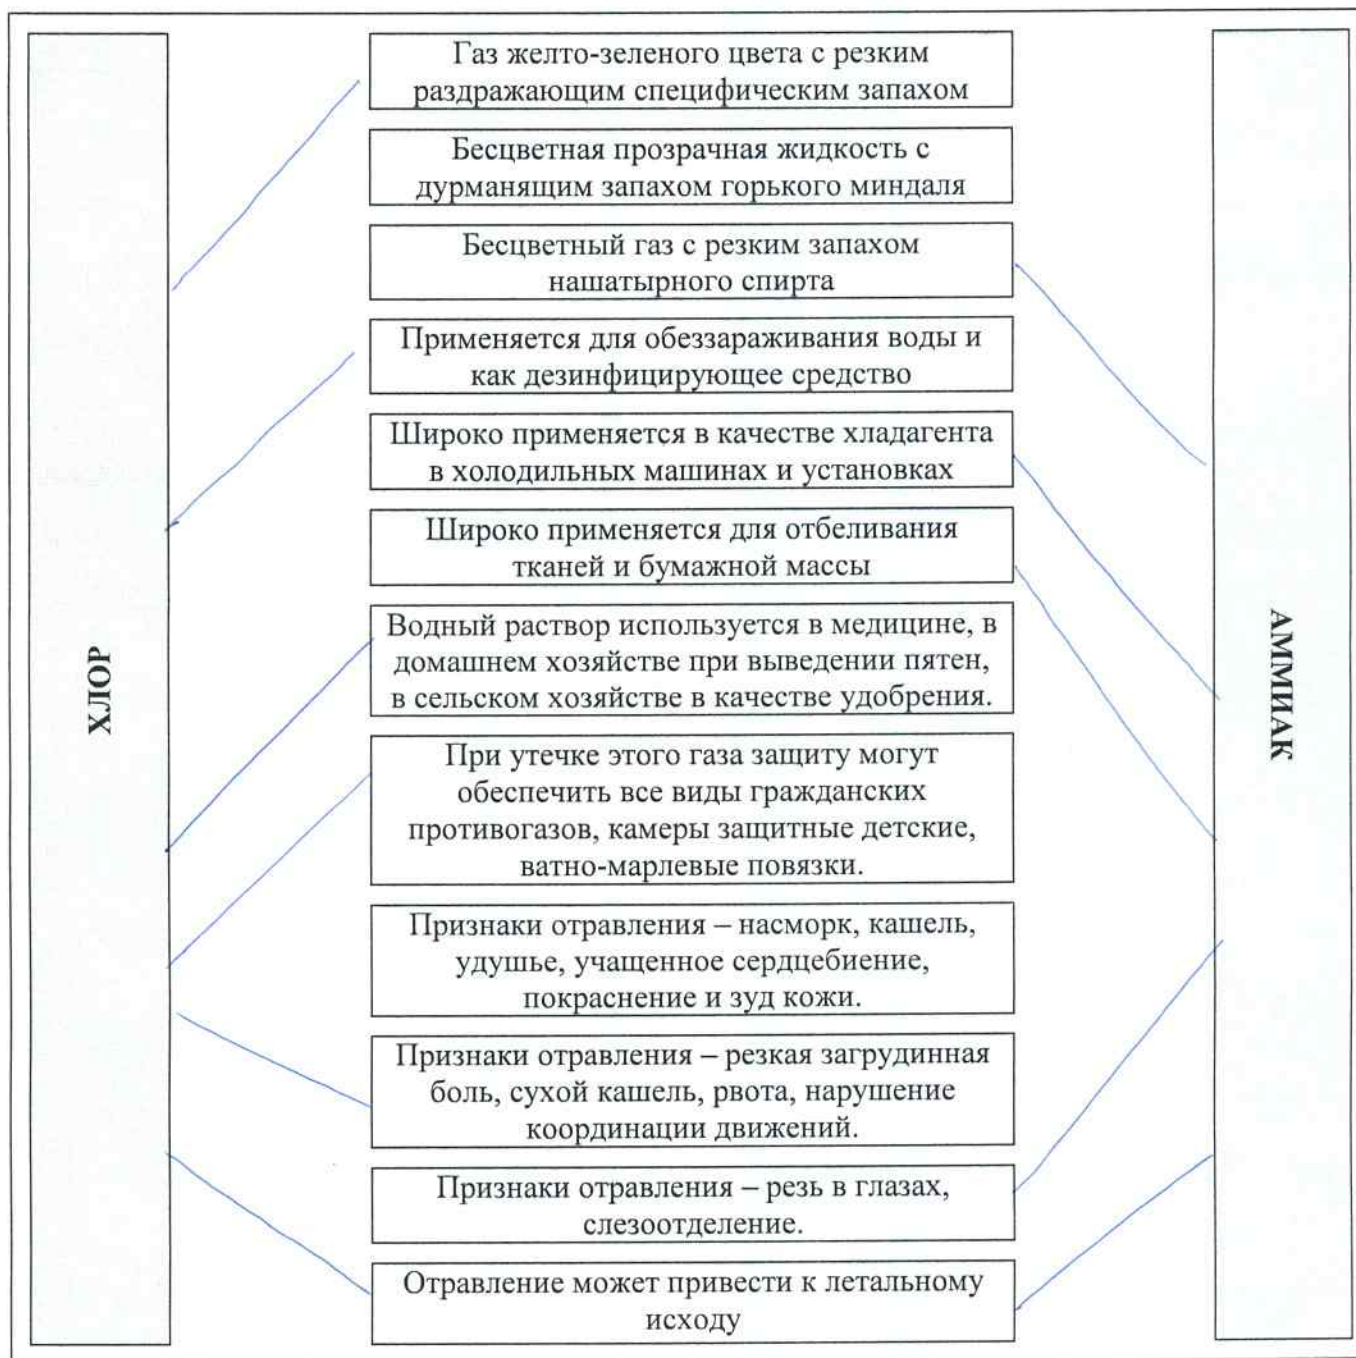 ХЛОР
Газ желто-зеленого цвета с резким
раздражающим специфическим запахом
Бесцветная прозрачная жидкость с
дурманящим запахом горького миндаля
Бесцветный газ с резким запахом
нашатырного спирта
Применяется для обеззараживания воды и
как дезинфицирующее средство
Широко применяется в качестве хладагента
в холодильных машинах и установках
Широко применяется для отбеливания
тканей и бумажной массы
Водный раствор используется в медицине, в
домашнем хозяйстве при выведении пятен,
в сельском хозяйстве в качестве удобрения.
При утечке этого газа защиту могут
обеспечить все виды гражданских
противогазов, камеры защитные детские,
ватно-марлевые повязки.
Признаки отравления – насморк, кашель,
удушье, учащенное сердцебиение,
покраснение и зуд кожи.
Признаки отравления – резкая загрудинная
боль, сухой кашель, рвота, нарушение
координации движений.
Признаки отравления – резь в глазах,
слезоотделение.
Отравление может привести к летальному
исходу
АММИАК